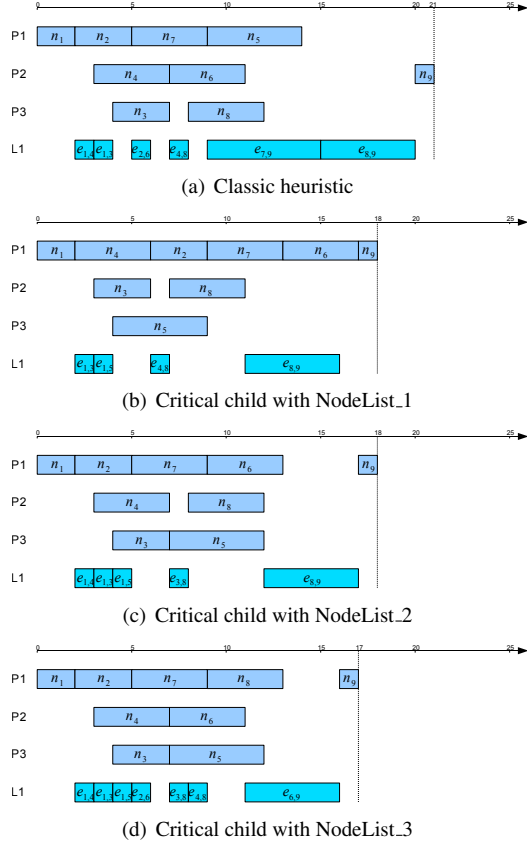 0 5 10 15 20 21 25
P1 n1 n2 n7 n5
P2 n4 n6 n9
P3 n3 n8
L1 e1,4 e1,3 e2,6 e4,8 e7,9 e8,9
(a) Classic heuristic
0 5 10 15 18 20 25
P1 n1 n4 n2 n7 n6 n9
P2 n3 n8
P3 n5
L1 e1,3 e1,5 e4,8 e8,9
(b) Critical child with NodeList_1
0 5 10 15 18 20 25
P1 n1 n2 n7 n6 n9
P2 n4 n8
P3 n3 n5
L1 e1,4 e1,3 e1,5 e3,8 e8,9
(c) Critical child with NodeList_2
0 5 10 15 17 20 25
P1 n1 n2 n7 n8 n9
P2 n4 n6
P3 n3 n5
L1 e1,4 e1,3 e1,5 e2,6 e3,8 e4,8 e6,9
(d) Critical child with NodeList_3